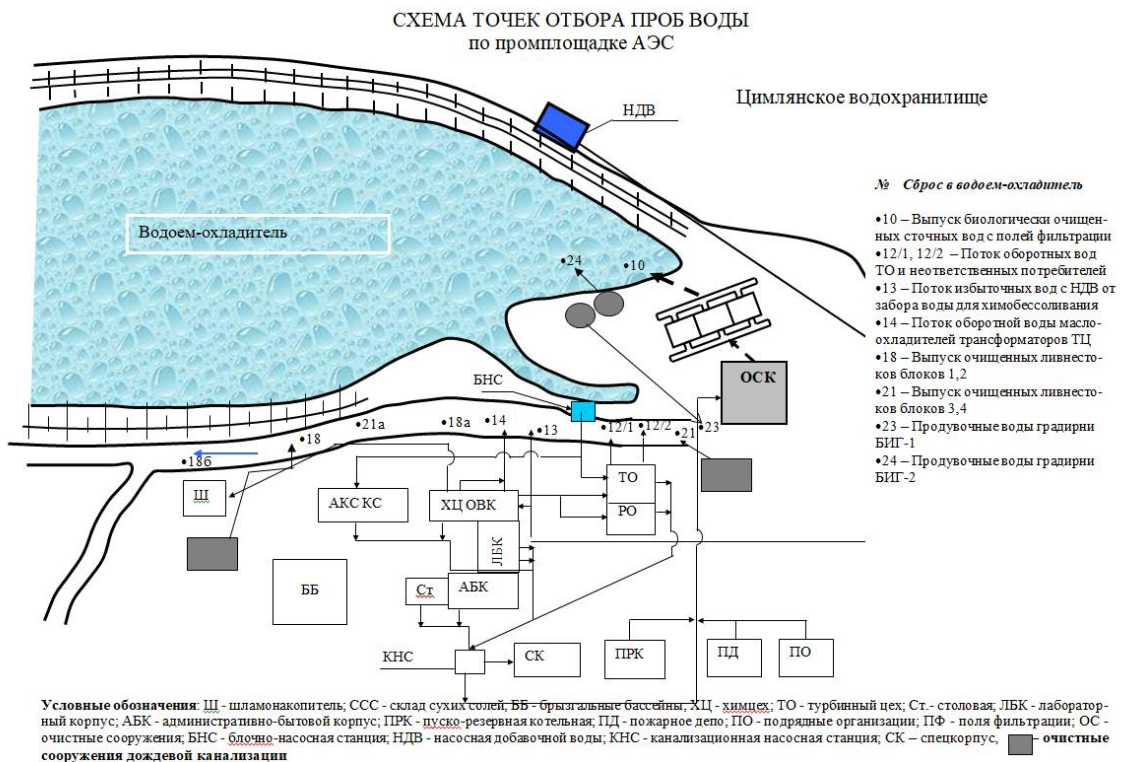 СХЕМА ТОЧЕК ОТБОРА ПРОБ ВОДЫ
по промплощадке АЭС
Цимлянское водохранилище
НДВ
№ Сброс в водоем-охладитель
•10 – Выпуск биологически очищен-
ных сточных вод с полей фильтрации
•12/1, 12/2 – Поток оборотных вод
ТО и неответственных потребителей
•13 – Поток избыточных вод с НДВ от
забора воды для химобессоливания
•14 – Поток оборотной воды масло-
охладителей трансформаторов ТЦ
•18 – Выпуск очищенных ливнесто-
ков блоков 1,2
•21 – Выпуск очищенных ливнесто-
ков блоков 3,4
•23 – Продувочные воды градирни
БИГ-1
•24 – Продувочные воды градирни
БИГ-2
Водоем-охладитель
•24
•10
ОСК
БНС
•21а
•18а
•14
•13
•12/1
•12/2
•21
•23
•18
•18б
Ш
АКС КС
ХЦ ОВК
ТО
РО
ЛБК
ББ
Ст
АБК
КНС
СК
ПРК
ПД
ПО
Условные обозначения: Ш - шламонакопитель; ССС - склад сухих солей; ББ - брызгальные бассейны; ХЦ - химцех; ТО - турбинный цех; Ст.- столовая; ЛБК - лаборатор-
ный корпус; АБК - административно-бытовой корпус; ПРК - пуско-резервная котельная; ПД - пожарное депо; ПО - подрядные организации; ПФ - поля фильтрации; ОС -
очистные сооружения; БНС - блочно-насосная станция; НДВ - насосная добавочной воды; КНС - канализационная насосная станция; СК – спецкорпус, – очистные
сооружения дождевой канализации